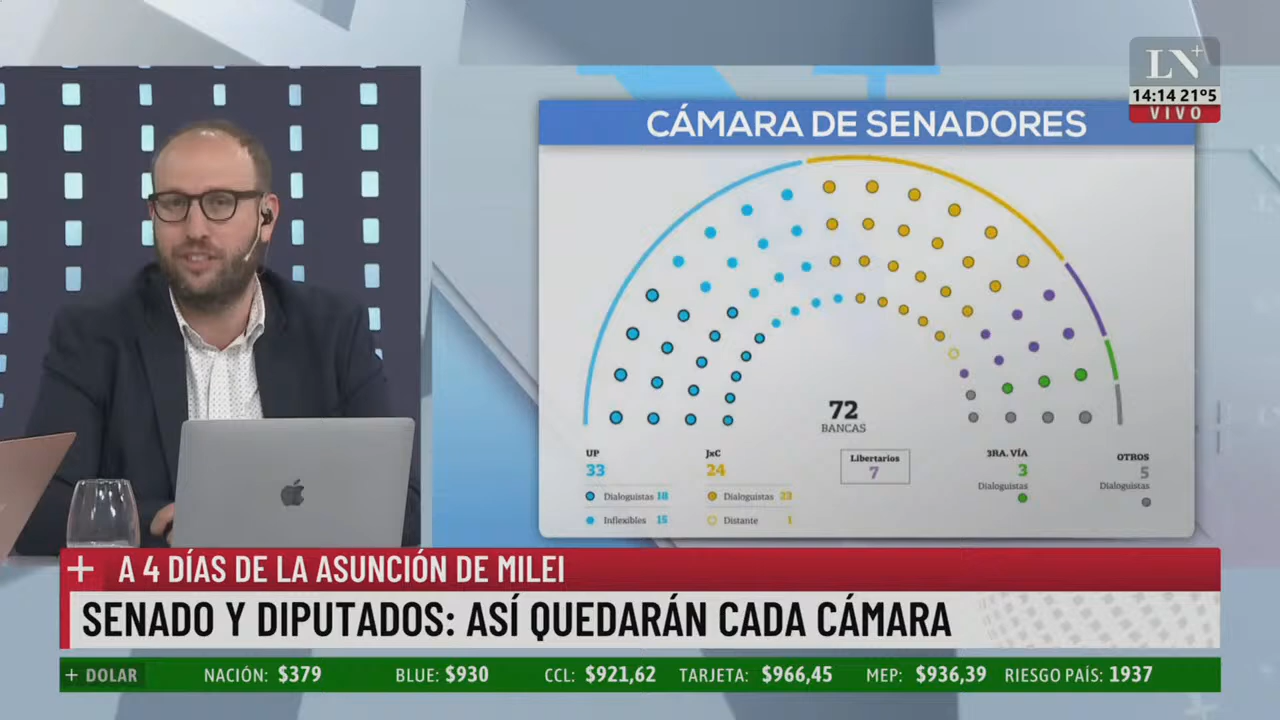 LN+
14:14 21°5
VIVO
CÁMARA DE SENADORES
72
BANCAS
UP
33
Dialoguistas 18
Inflexibles 15
JxC
24
Dialoguistas 23
Distante 1
Libertarios
7
3RA. VÍA
3
Dialoguistas
OTROS
5
Dialoguistas
+ A 4 DÍAS DE LA ASUNCIÓN DE MILEI
SENADO Y DIPUTADOS: ASÍ QUEDARÁN CADA CÁMARA
+ DOLAR NACIÓN: $379 BLUE: $930 CCL: $921,62 TARJETA: $966,45 MEP: $936,39 RIESGO PAÍS: 1937